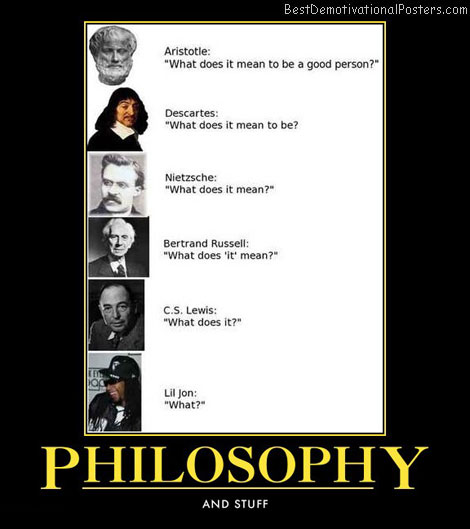 BestDemotivationalPosters.com
Aristotle:
"What does it mean to be a good person?"
Descartes:
"What does it mean to be?
Nietzsche:
"What does it mean?"
Bertrand Russell:
"What does 'it' mean?"
C.S. Lewis:
"What does it?"
Lil Jon:
"What?"
PHILOSOPHY
AND STUFF